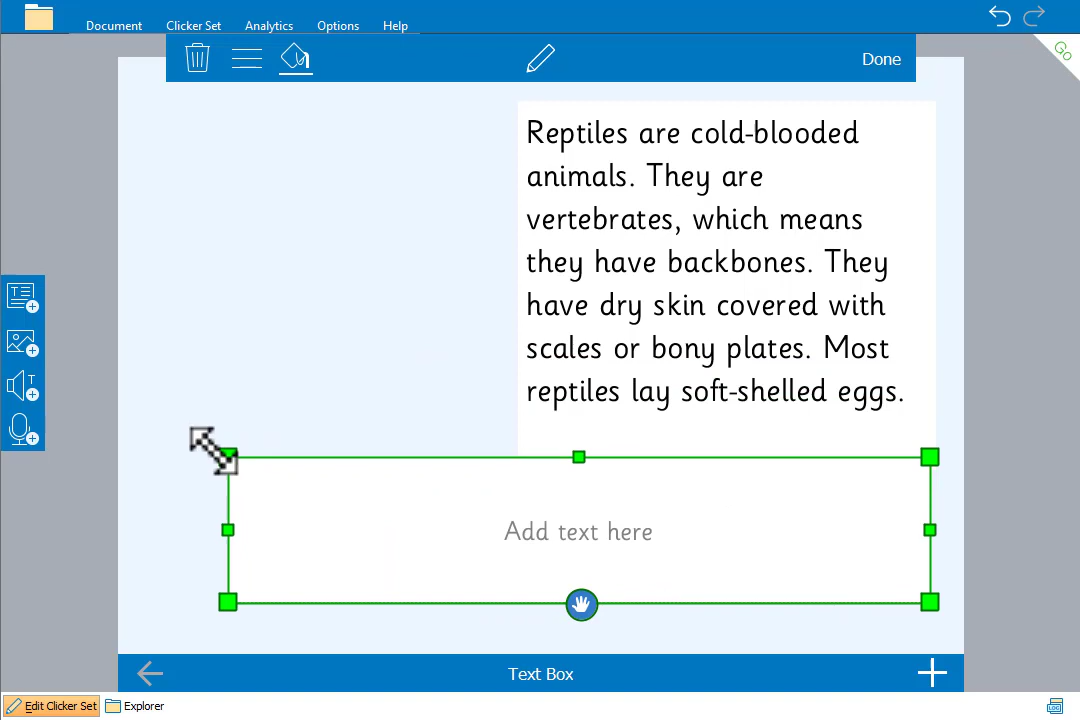 Document Clicker Set Analytics Options Help
Go
Done
Reptiles are cold-blooded
animals. They are
vertebrates, which means
they have backbones. They
have dry skin covered with
scales or bony plates. Most
reptiles lay soft-shelled eggs.
T
T
Add text here
Text Box
Edit Clicker Set Explorer
LOG